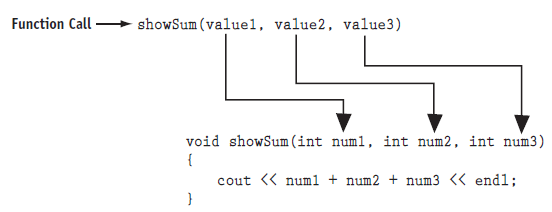 Function Call showSum(value1, value2, value3)
void showSum(int num1, int num2, int num3)
{
cout << num1 + num2 + num3 << endl;
}